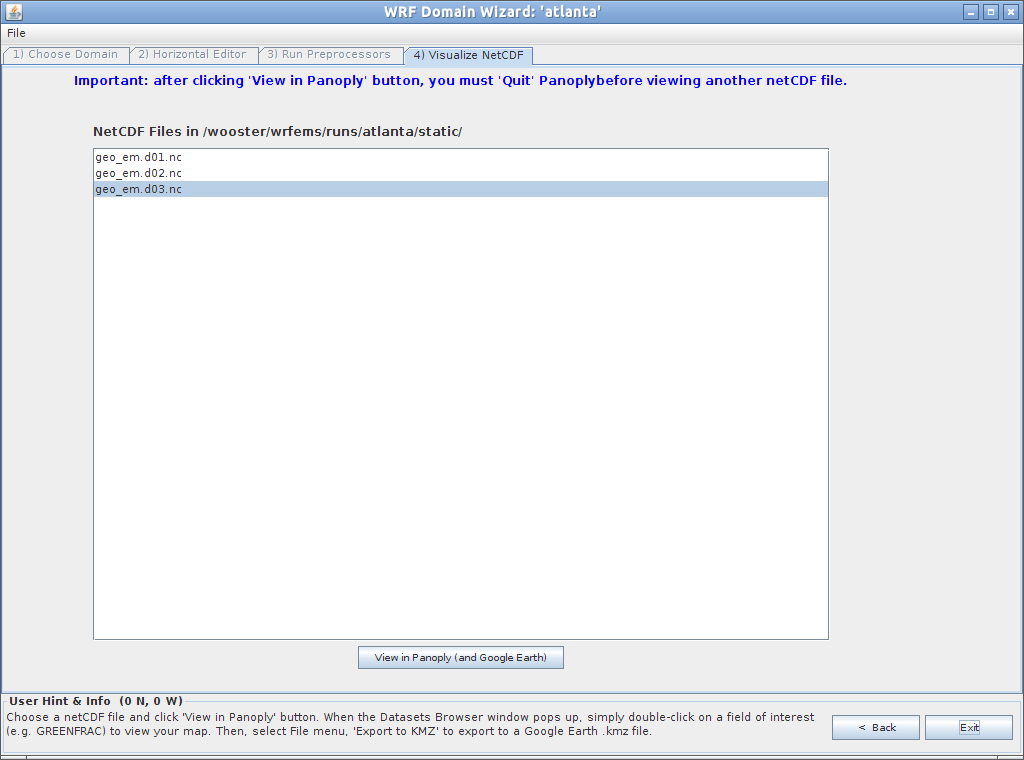 WRF Domain Wizard: 'atlanta'
File
1) Choose Domain 2) Horizontal Editor 3) Run Preprocessors 4) Visualize NetCDF
Important: after clicking 'View in Panoply' button, you must 'Quit' Panoplybefore viewing another netCDF file.
NetCDF Files in /wooster/wrfems/runs/atlanta/static/
geo_em.d01.nc
geo_em.d02.nc
geo_em.d03.nc
View in Panoply (and Google Earth)
User Hint & Info (0 N, 0 W)
Choose a netCDF file and click 'View in Panoply' button. When the Datasets Browser window pops up, simply double-click on a field of interest
(e.g. GREENFRAC) to view your map. Then, select File menu, 'Export to KMZ' to export to a Google Earth .kmz file.
< Back Exit